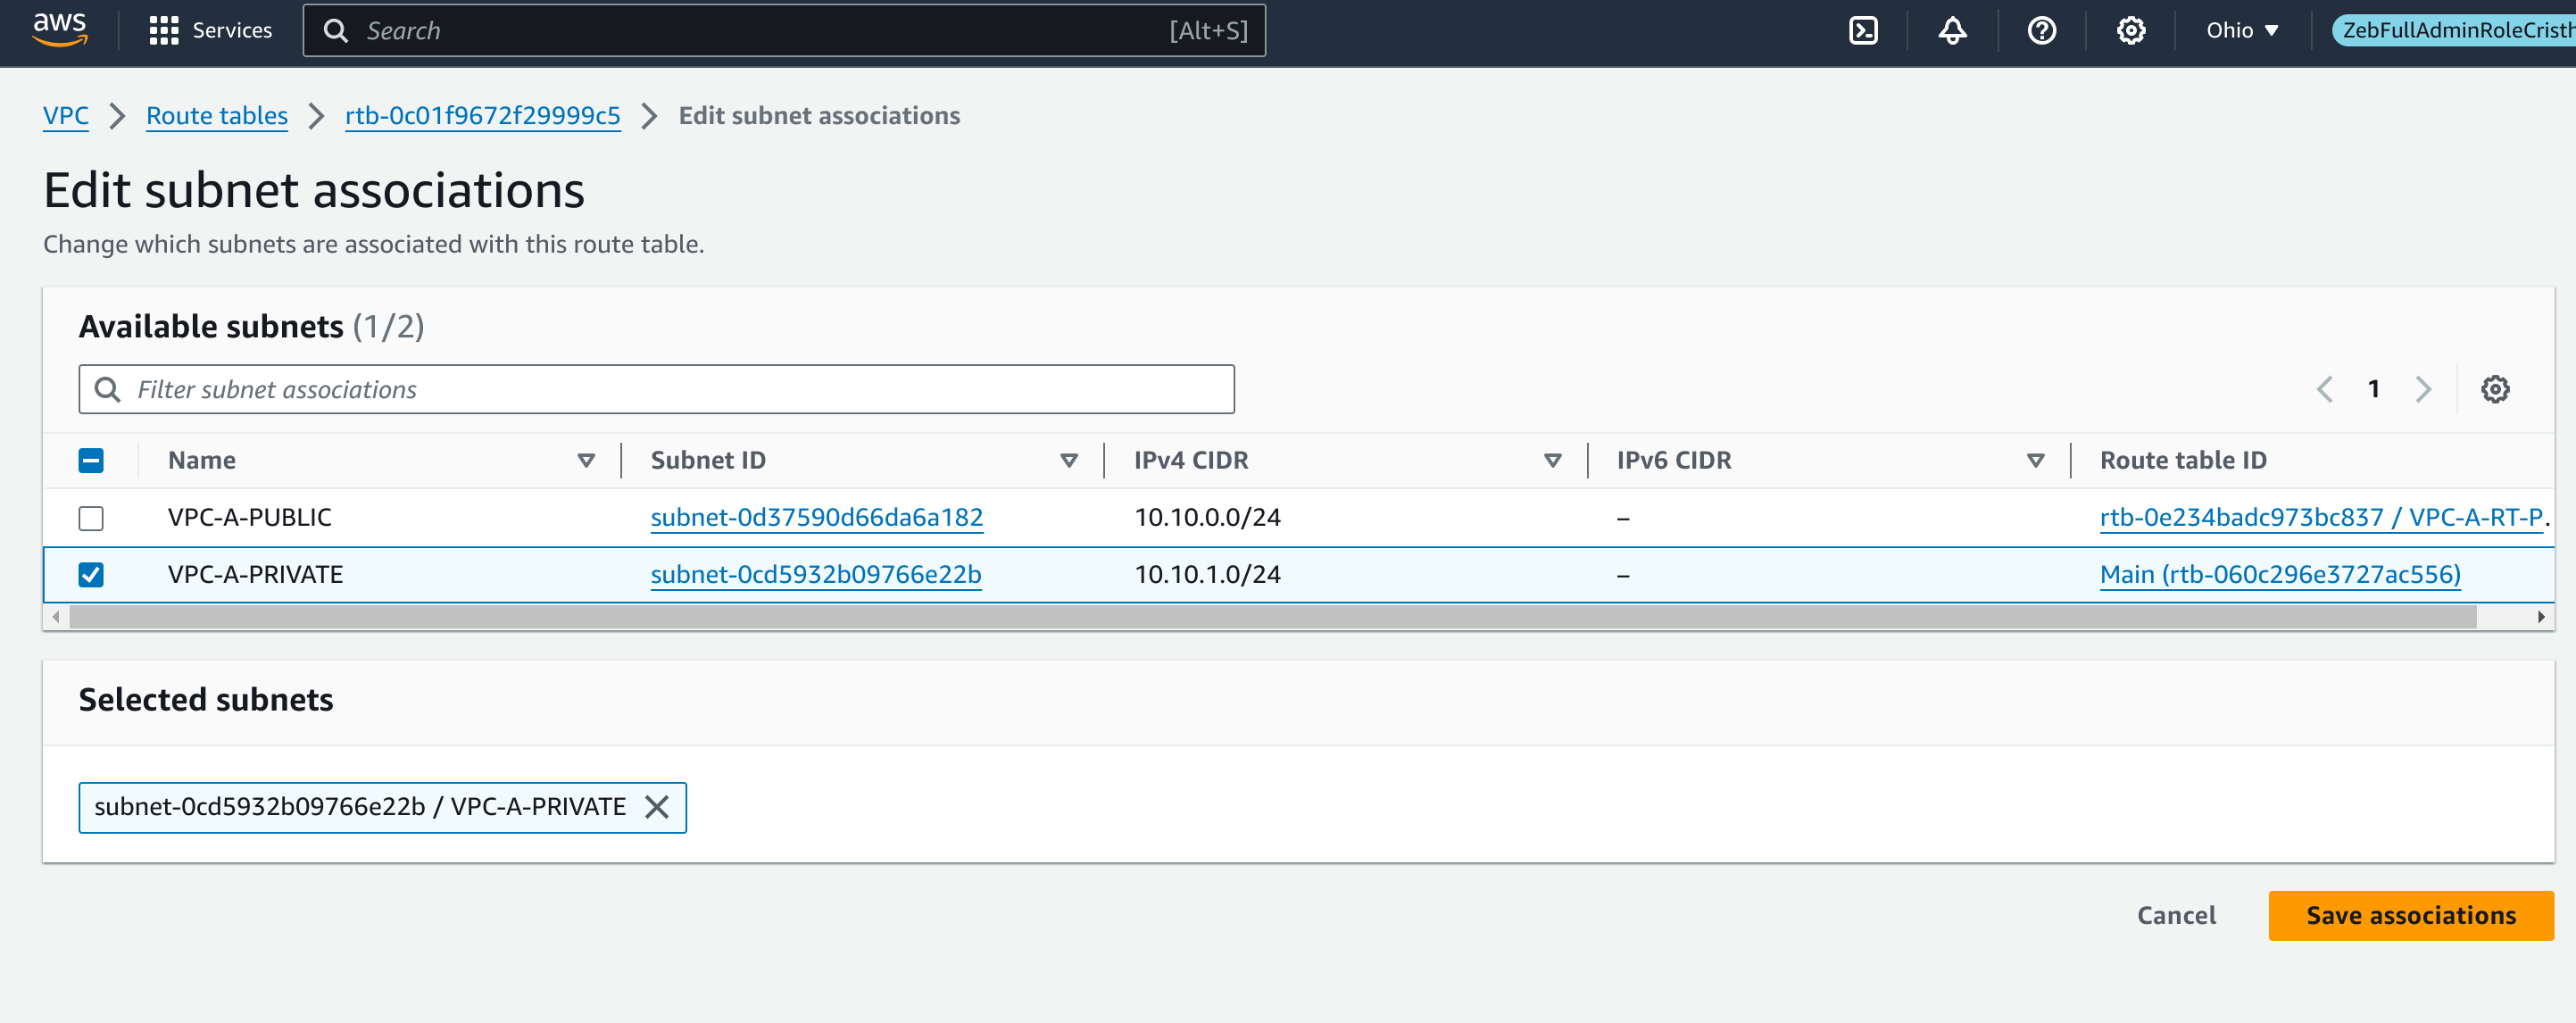 aws Services Search [Alt+S] Ohio ZebFullAdminRoleCristh
VPC Route tables rtb-0c01f9672f29999c5 Edit subnet associations
Edit subnet associations
Change which subnets are associated with this route table.
Available subnets (1/2)
Filter subnet associations 1
Name Subnet ID IPv4 CIDR IPv6 CIDR Route table ID
VPC-A-PUBLIC subnet-0d37590d66da6a182 10.10.0.0/24 – rtb-0e234badc973bc837 / VPC-A-RT-P.
VPC-A-PRIVATE subnet-0cd5932b09766e22b 10.10.1.0/24 – Main (rtb-060c296e3727ac556)
Selected subnets
subnet-0cd5932b09766e22b / VPC-A-PRIVATE
Cancel Save associations